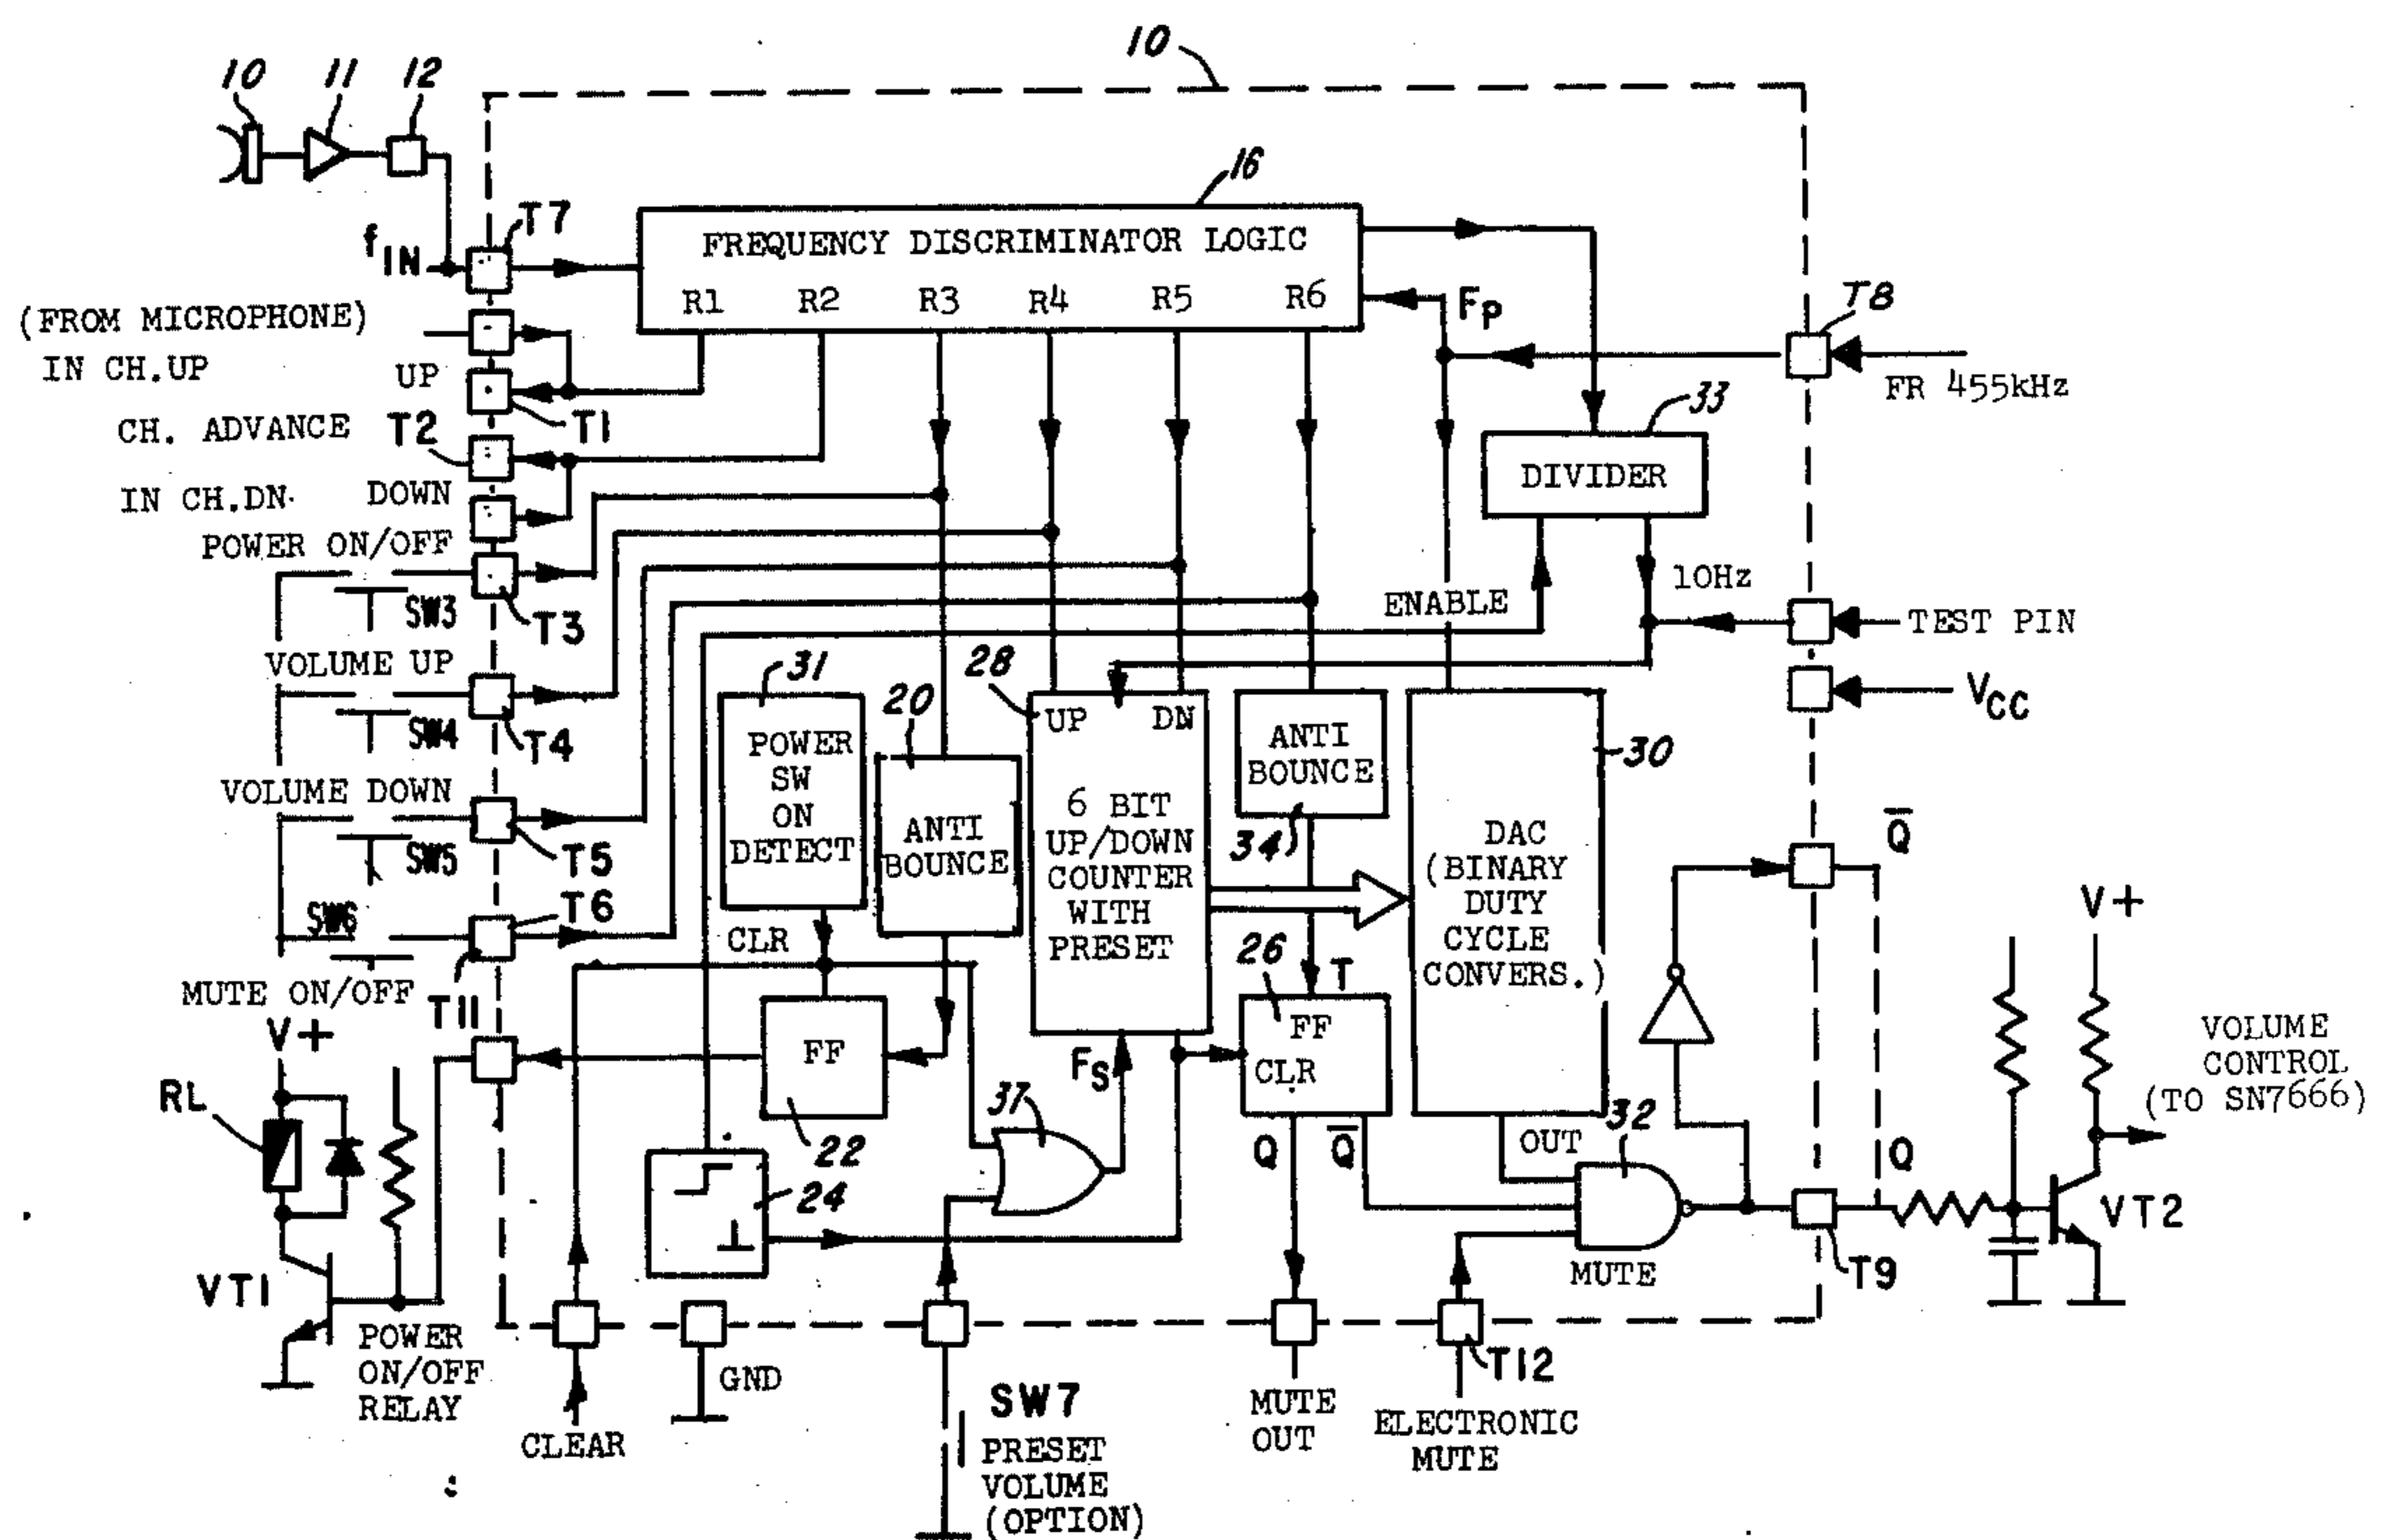 10
10
11
12
16
T7
FREQUENCY DISCRIMINATOR LOGIC
fIN
R1
R2
R3
R4
R5
R6
FP
T8
(FROM MICROPHONE)
IN CH.UP
UP
FR 455kHz
33
CH. ADVANCE
T2
T1
DIVIDER
IN CH.DN.
DOWN
POWER ON/OFF
10Hz
SW3
T3
ENABLE
TEST PIN
VOLUME UP
31
28
20
UP
DN
VCC
SW4
T4
POWER
SW
ON
DETECT
ANTI
BOUNCE
30
VOLUME DOWN
ANTI
BOUNCE
6 BIT
UP/DOWN
COUNTER
WITH
PRESET
34
DAC
(BINARY
DUTY
CYCLE
CONVERS.)
Q̅
SW5
T5
SW6
T6
V+
CLR
26
T
MUTE ON/OFF
T11
V+
FF
FF
CLR
VOLUME
CONTROL
(TO SN7666)
RL
FS
37
32
22
OUT
Q
Q̅
Q
24
VT2
VT1
MUTE
T9
POWER
ON/OFF
RELAY
GND
T12
CLEAR
SW7
PRESET
VOLUME
(OPTION)
MUTE
OUT
ELECTRONIC
MUTE